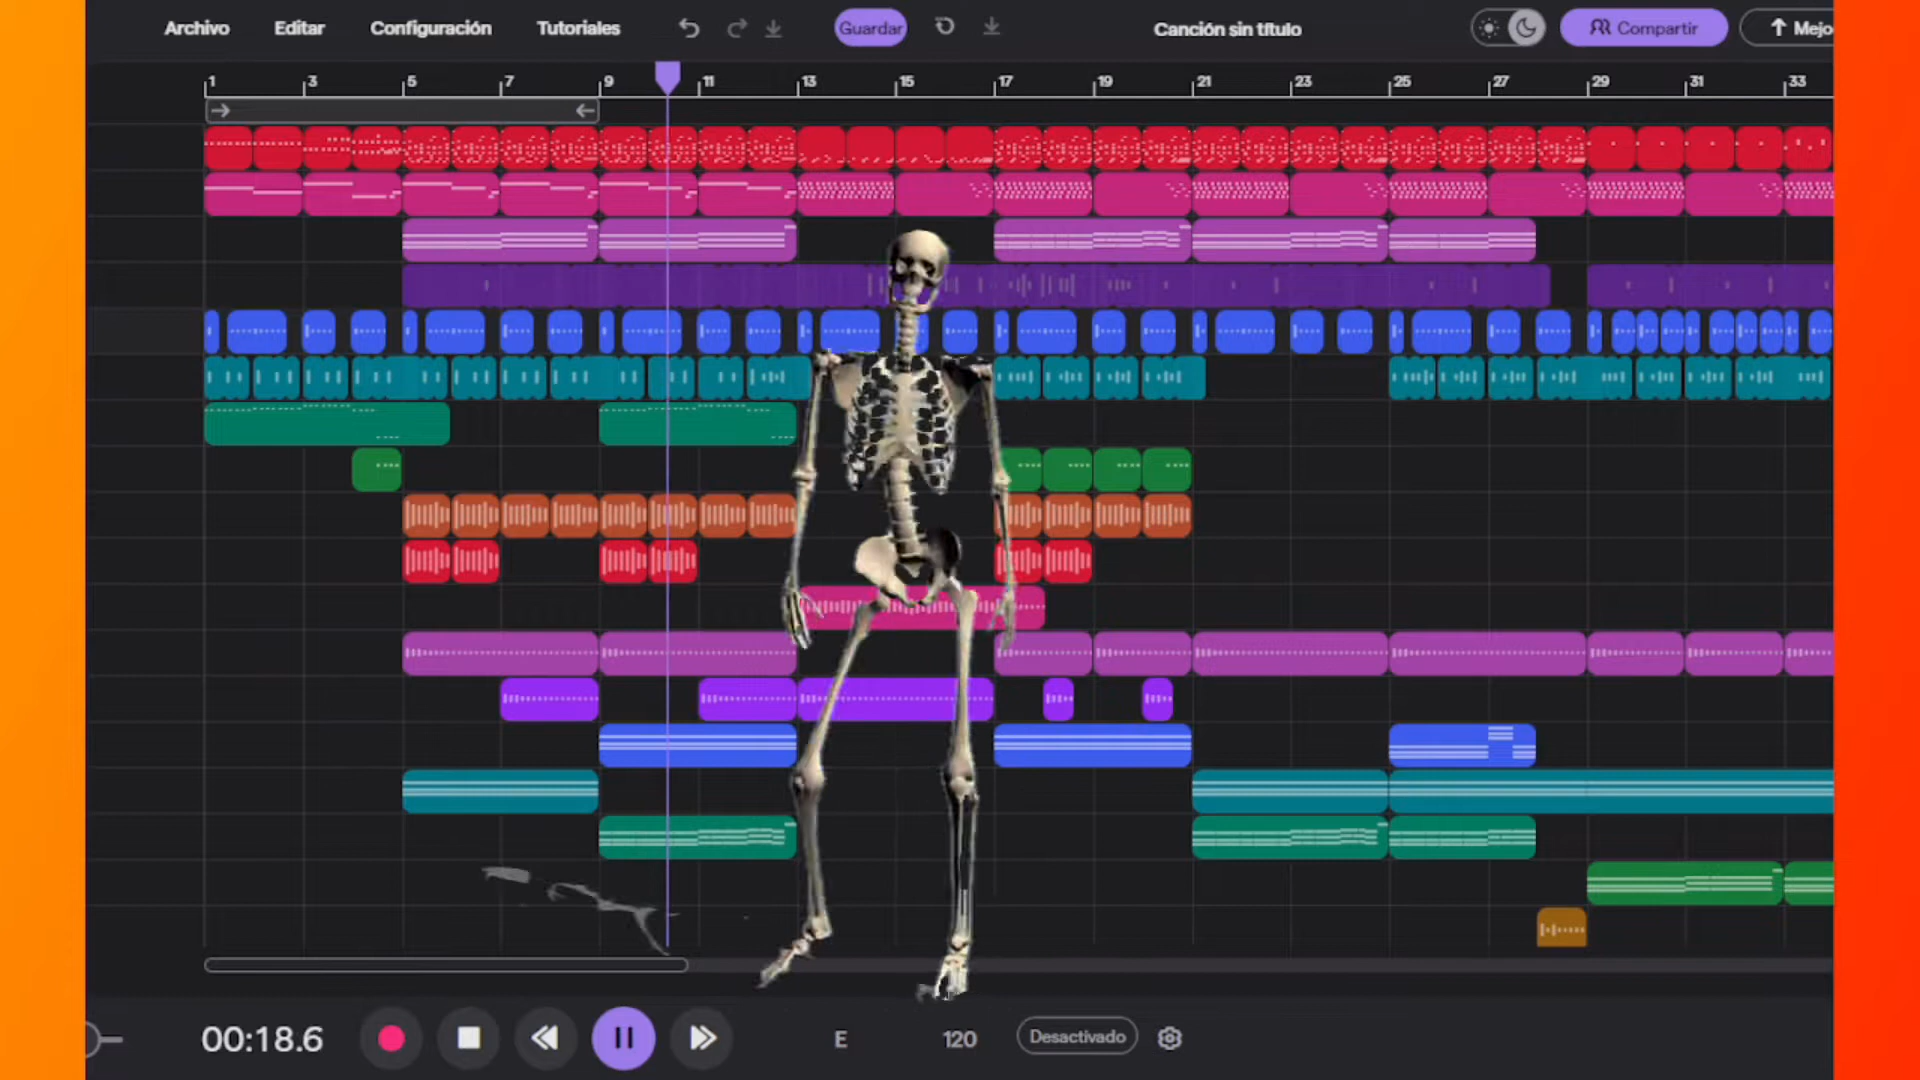 Archivo Editar Configuración Tutoriales Guardar Canción sin título Compartir Mejo
1 3 5 7 9 11 13 15 17 19 21 23 25 27 29 31 33
00:18.6 E 120 Desactivado